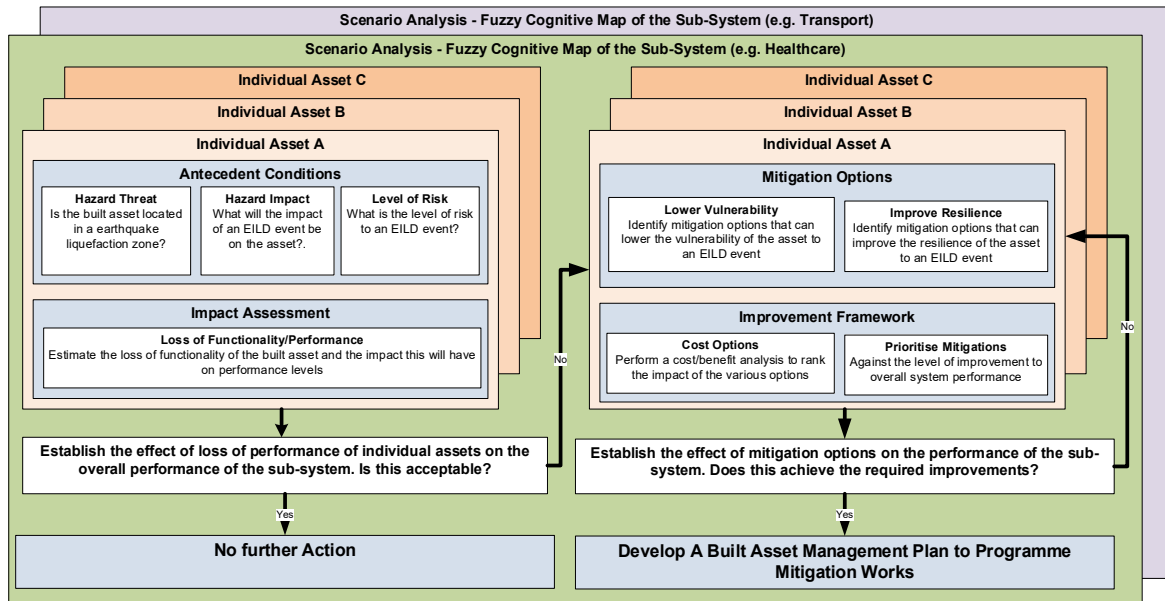 Scenario Analysis - Fuzzy Cognitive Map of the Sub-System (e.g. Transport)
Scenario Analysis - Fuzzy Cognitive Map of the Sub-System (e.g. Healthcare)
Individual Asset C
Individual Asset B
Individual Asset A
Antecedent Conditions
Hazard Threat
Is the built asset located
in a earthquake
liquefaction zone?
Hazard Impact
What will the impact
of an EILD event be
on the asset?.
Level of Risk
What is the level of risk
to an EILD event?
Impact Assessment
Loss of Functionality/Performance
Estimate the loss of functionality of the built asset and the impact this will have
on performance levels
Establish the effect of loss of performance of individual assets on the
overall performance of the sub-system. Is this acceptable?
No
Yes
No further Action
Individual Asset C
Individual Asset B
Individual Asset A
Mitigation Options
Lower Vulnerability
Identify mitigation options that can
lower the vulnerability of the asset to
an EILD event
Improve Resilience
Identify mitigation options that can
improve the resilience of the asset
to an EILD event
Improvement Framework
Cost Options
Perform a cost/benefit analysis to rank
the impact of the various options
Prioritise Mitigations
Against the level of improvement to
overall system performance
Establish the effect of mitigation options on the performance of the sub-
system. Does this achieve the required improvements?
No
Yes
Develop A Built Asset Management Plan to Programme
Mitigation Works